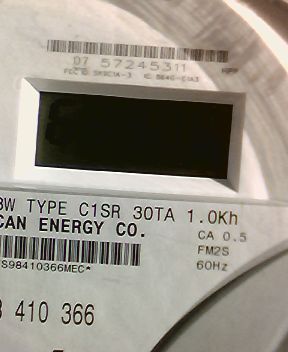 07 57245311
FCC ID SK9C1A-3
3W TYPE C1SR 30TA 1.0Kh
CAN ENERGY CO.
CA 0.5
FM2S
S98410366MEC*
60Hz
410 366